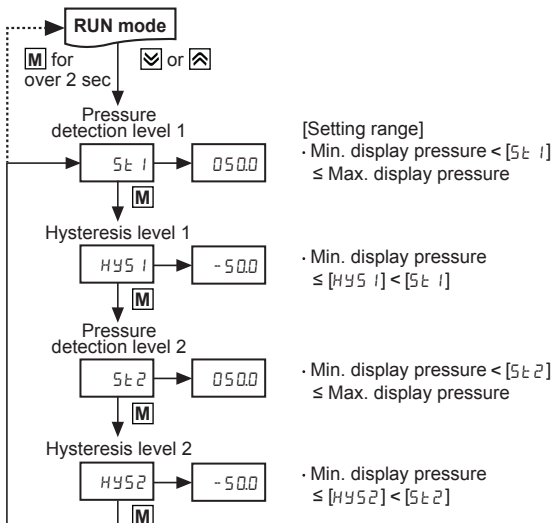 RUN mode
M for
over 2 sec
or
Pressure
detection level 1
St 1
050.0
[Setting range]
· Min. display pressure < [St 1]
≤ Max. display pressure
M
Hysteresis level 1
HYS 1
-50.0
· Min. display pressure
≤ [HYS 1] < [St 1]
M
Pressure
detection level 2
St2
050.0
· Min. display pressure < [St2]
≤ Max. display pressure
M
Hysteresis level 2
HYS2
-50.0
· Min. display pressure
≤ [HYS2] < [St2]
M